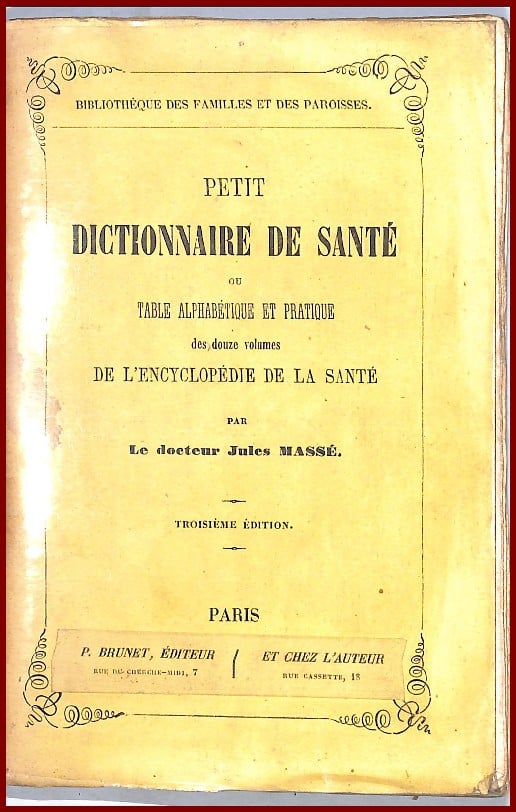 BIBLIOTHÈQUE DES FAMILLES ET DES PAROISSES.
PETIT
DICTIONNAIRE DE SANTÉ
OU
TABLE ALPHABÉTIQUE ET PRATIQUE
des douze volumes
DE L'ENCYCLOPÉDIE DE LA SANTÉ
PAR
Le docteur Jules MASSÉ.
TROISIÈME ÉDITION.
PARIS
P. BRUNET, ÉDITEUR
RUE DU CHERCHE-MIDI, 7
ET CHEZ L'AUTEUR
RUE CASSETTE, 18